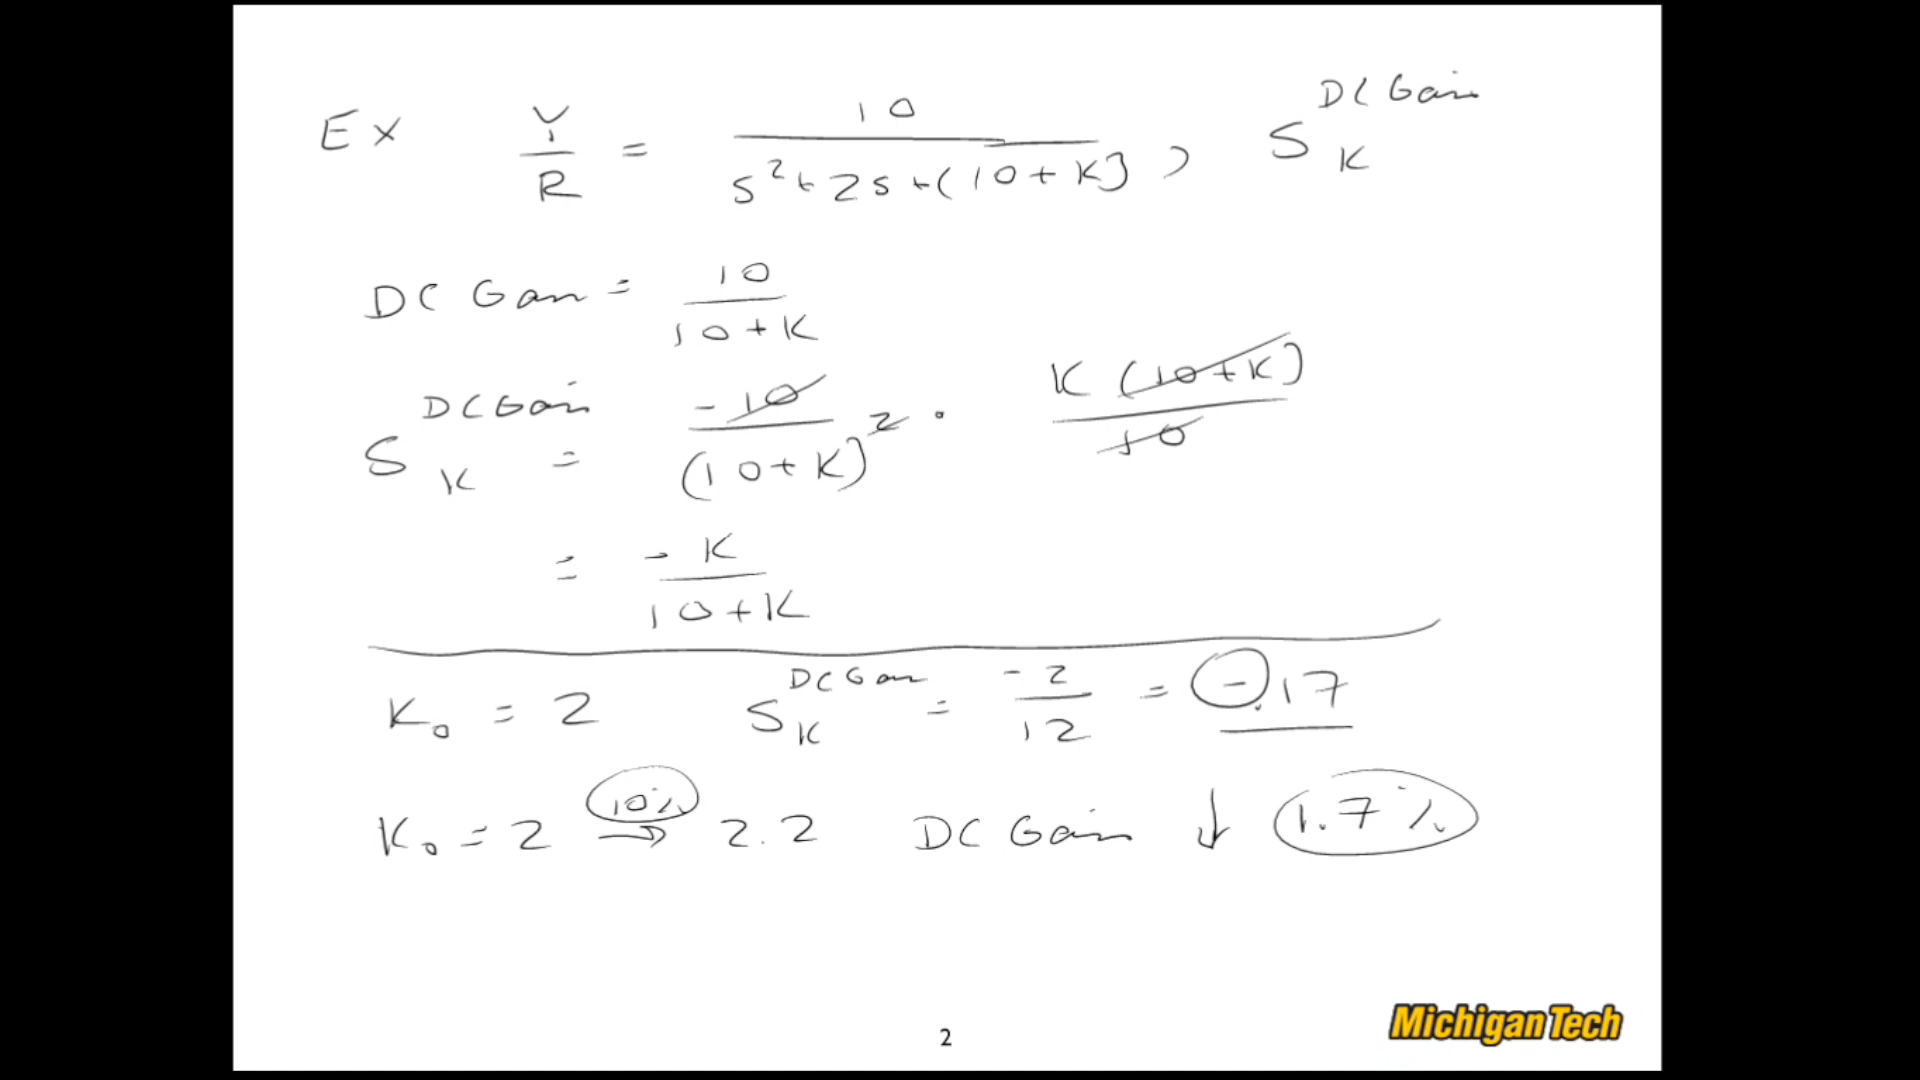 Ex Y/R = 10/(s²+2s+(10+K)), S_K^DC Gain
DC Gain = 10/(10+K)
S_K^DC Gain = -10/(10+K)² · K(10+K)/10
= -K/(10+K)
K₀ = 2 S_K^DC Gain = -2/12 = -.17
K₀ = 2 →(10%) 2.2 DC Gain ↓ 1.7%
2
Michigan Tech